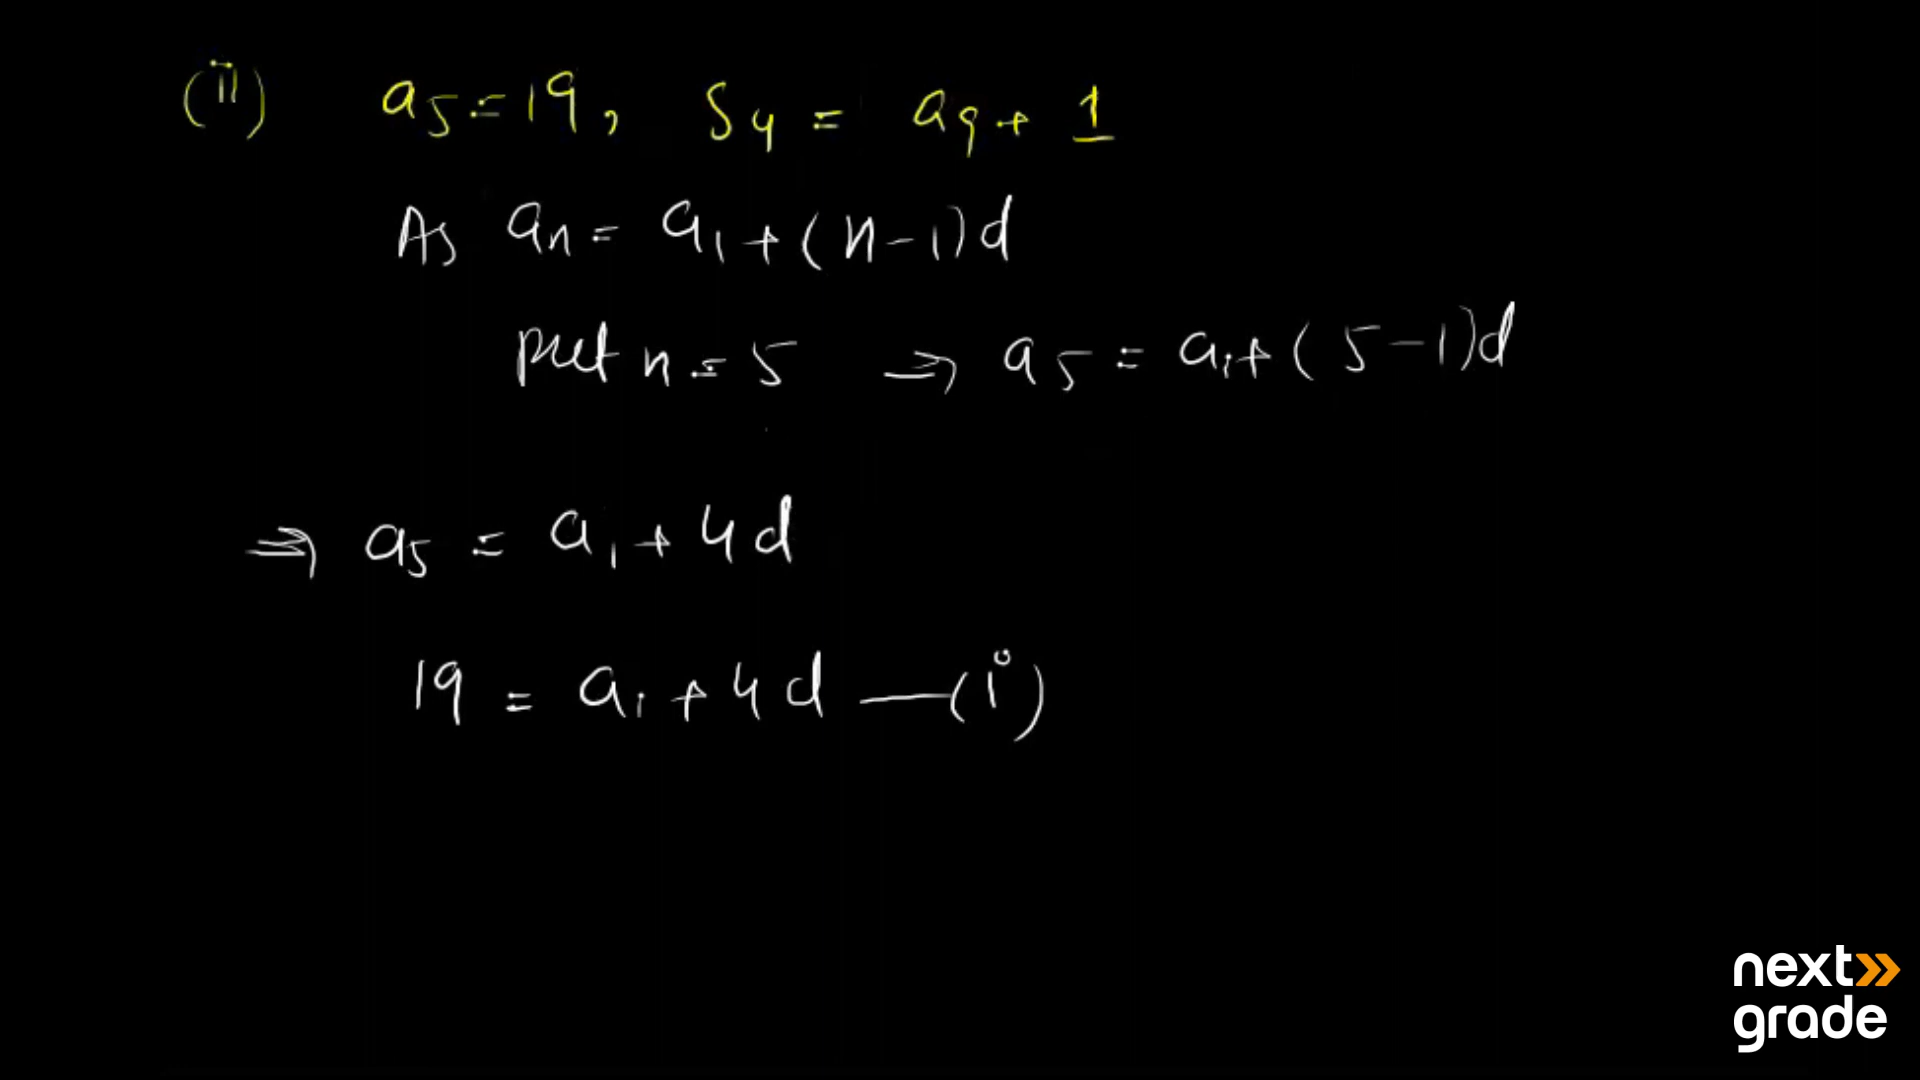 (ii) a₅=19, S₄ = a₉+ 1
As aₙ= a₁+(n-1)d
put n=5 ⇒ a₅ = a₁+(5-1)d
⇒ a₅ = a₁+4d
19 = a₁+4d —(i)
next
grade